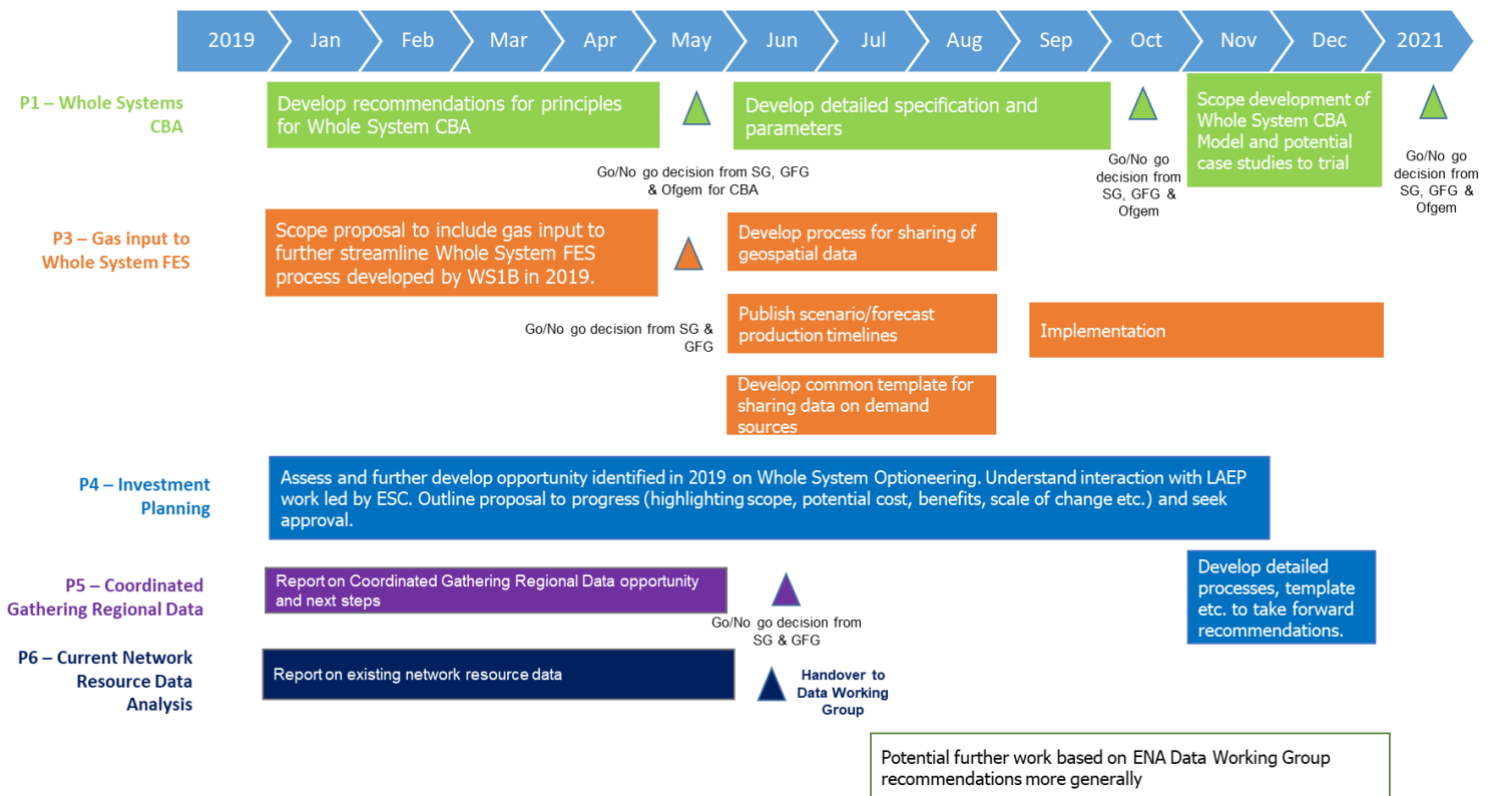 2019
Jan
Feb
Mar
Apr
May
Jun
Jul
Aug
Sep
Oct
Nov
Dec
2021
P1 – Whole Systems
CBA
Develop recommendations for principles
for Whole System CBA
Go/No go decision from SG, GFG
& Ofgem for CBA
Develop detailed specification and
parameters
Go/No go
decision from
SG, GFG &
Ofgem
Scope development of
Whole System CBA
Model and potential
case studies to trial
Go/No go
decision from
SG, GFG &
Ofgem
P3 – Gas input to
Whole System FES
Scope proposal to include gas input to
further streamline Whole System FES
process developed by WS1B in 2019.
Go/No go decision from SG &
GFG
Develop process for sharing of
geospatial data
Publish scenario/forecast
production timelines
Develop common template for
sharing data on demand
sources
Implementation
P4 – Investment
Planning
Assess and further develop opportunity identified in 2019 on Whole System Optioneering. Understand interaction with LAEP
work led by ESC. Outline proposal to progress (highlighting scope, potential cost, benefits, scale of change etc.) and seek
approval.
Develop detailed
processes, template
etc. to take forward
recommendations.
P5 – Coordinated
Gathering Regional Data
Report on Coordinated Gathering Regional Data opportunity
and next steps
Go/No go decision from
SG & GFG
P6 – Current Network
Resource Data
Analysis
Report on existing network resource data
Handover to
Data Working
Group
Potential further work based on ENA Data Working Group
recommendations more generally